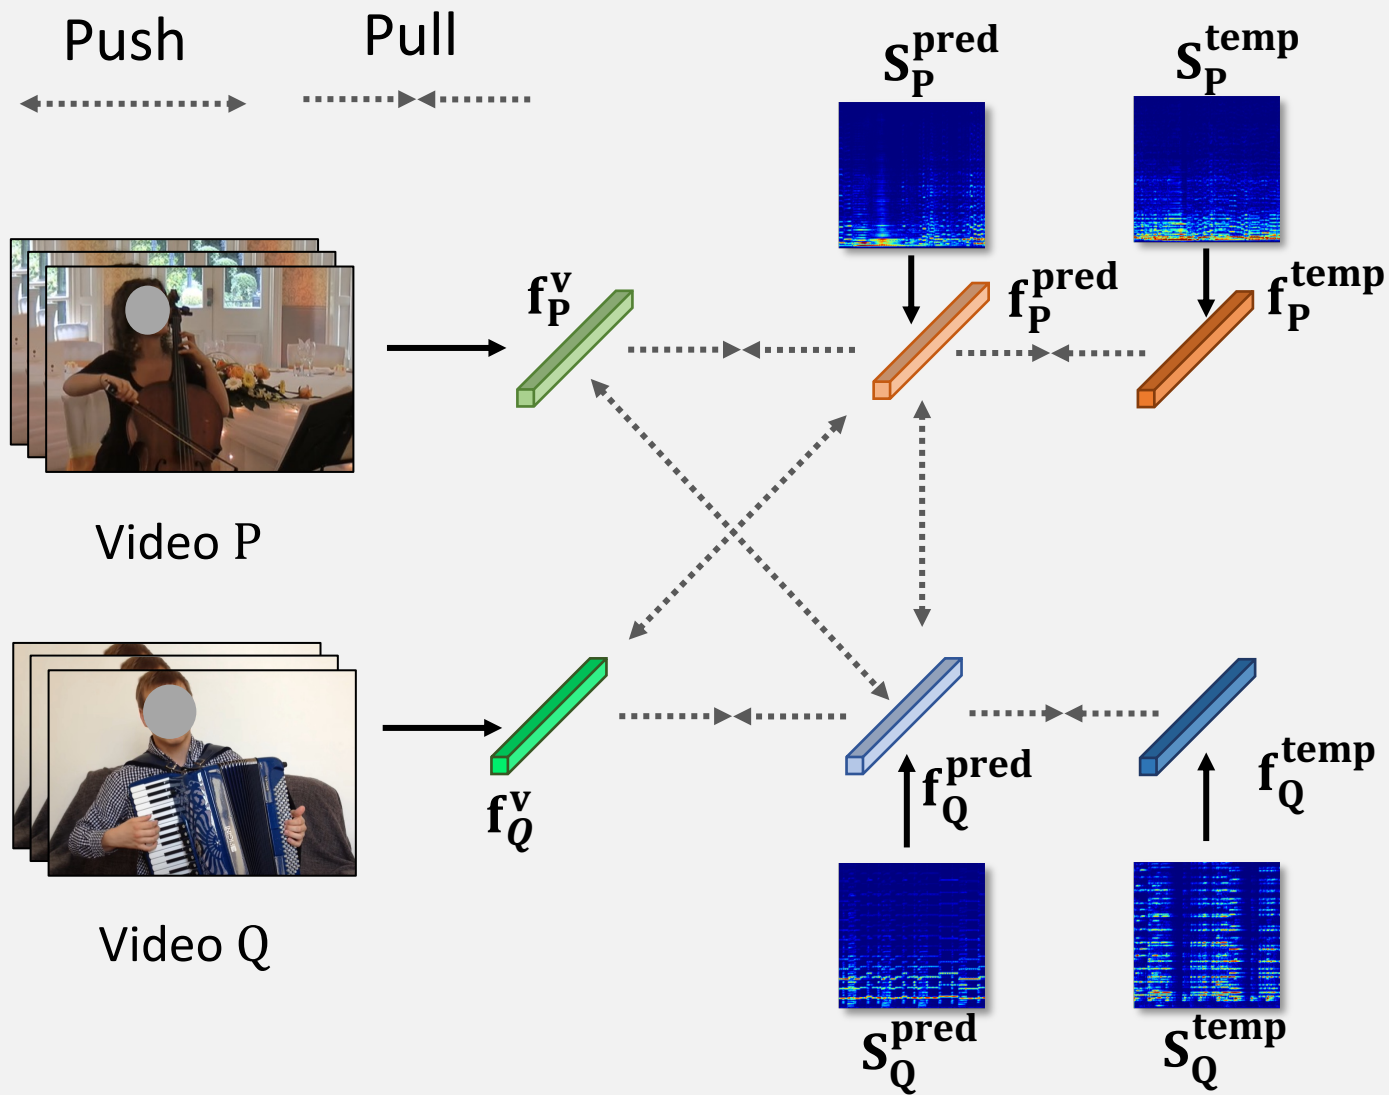 Push
Pull
S_P^pred
S_P^temp
f_P^v
f_P^pred
f_P^temp
Video P
f_Q^v
f_Q^pred
f_Q^temp
Video Q
S_Q^pred
S_Q^temp